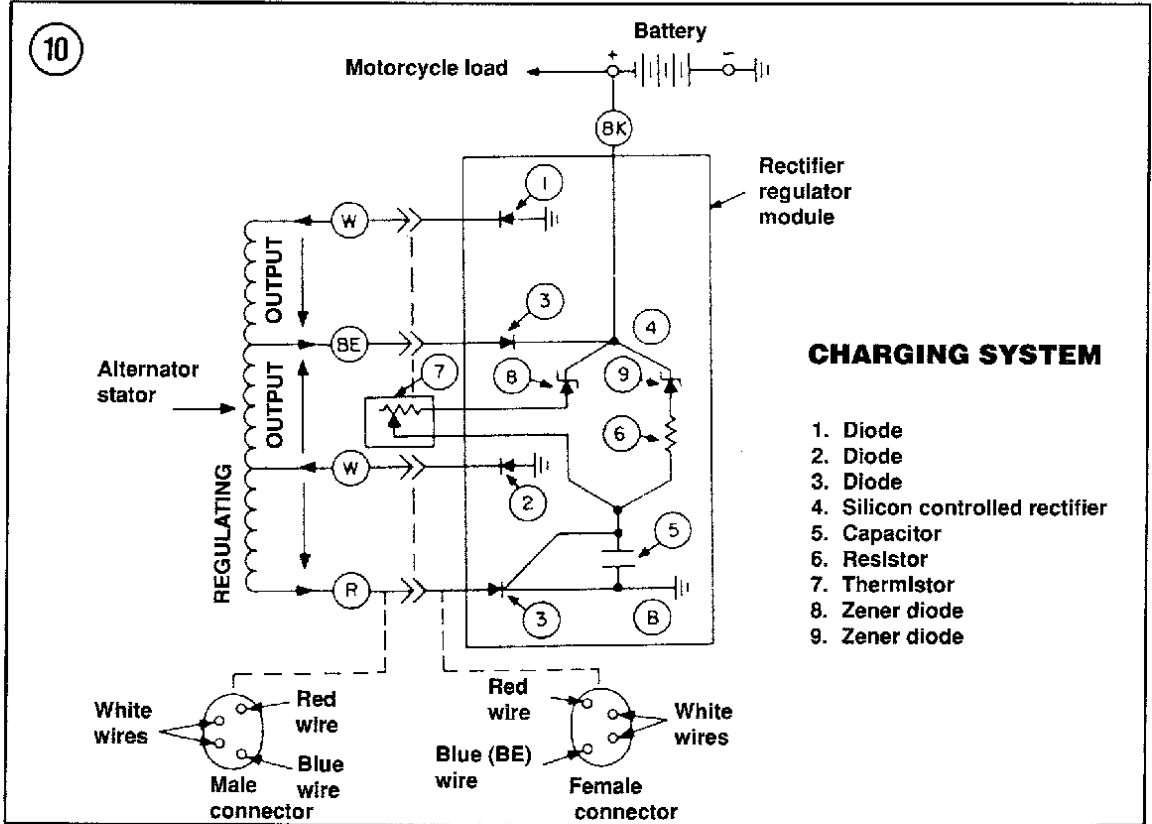 10
Battery
+ −
Motorcycle load
BK
Rectifier
regulator
module
1
W
OUTPUT
3
BE
4
Alternator
stator
7
8
9
OUTPUT
6
W
2
REGULATING
5
R
3
B
CHARGING SYSTEM
1. Diode
2. Diode
3. Diode
4. Silicon controlled rectifier
5. Capacitor
6. Resistor
7. Thermistor
8. Zener diode
9. Zener diode
White
wires
Red
wire
Blue
wire
Male
connector
Red
wire
Blue (BE)
wire
White
wires
Female
connector